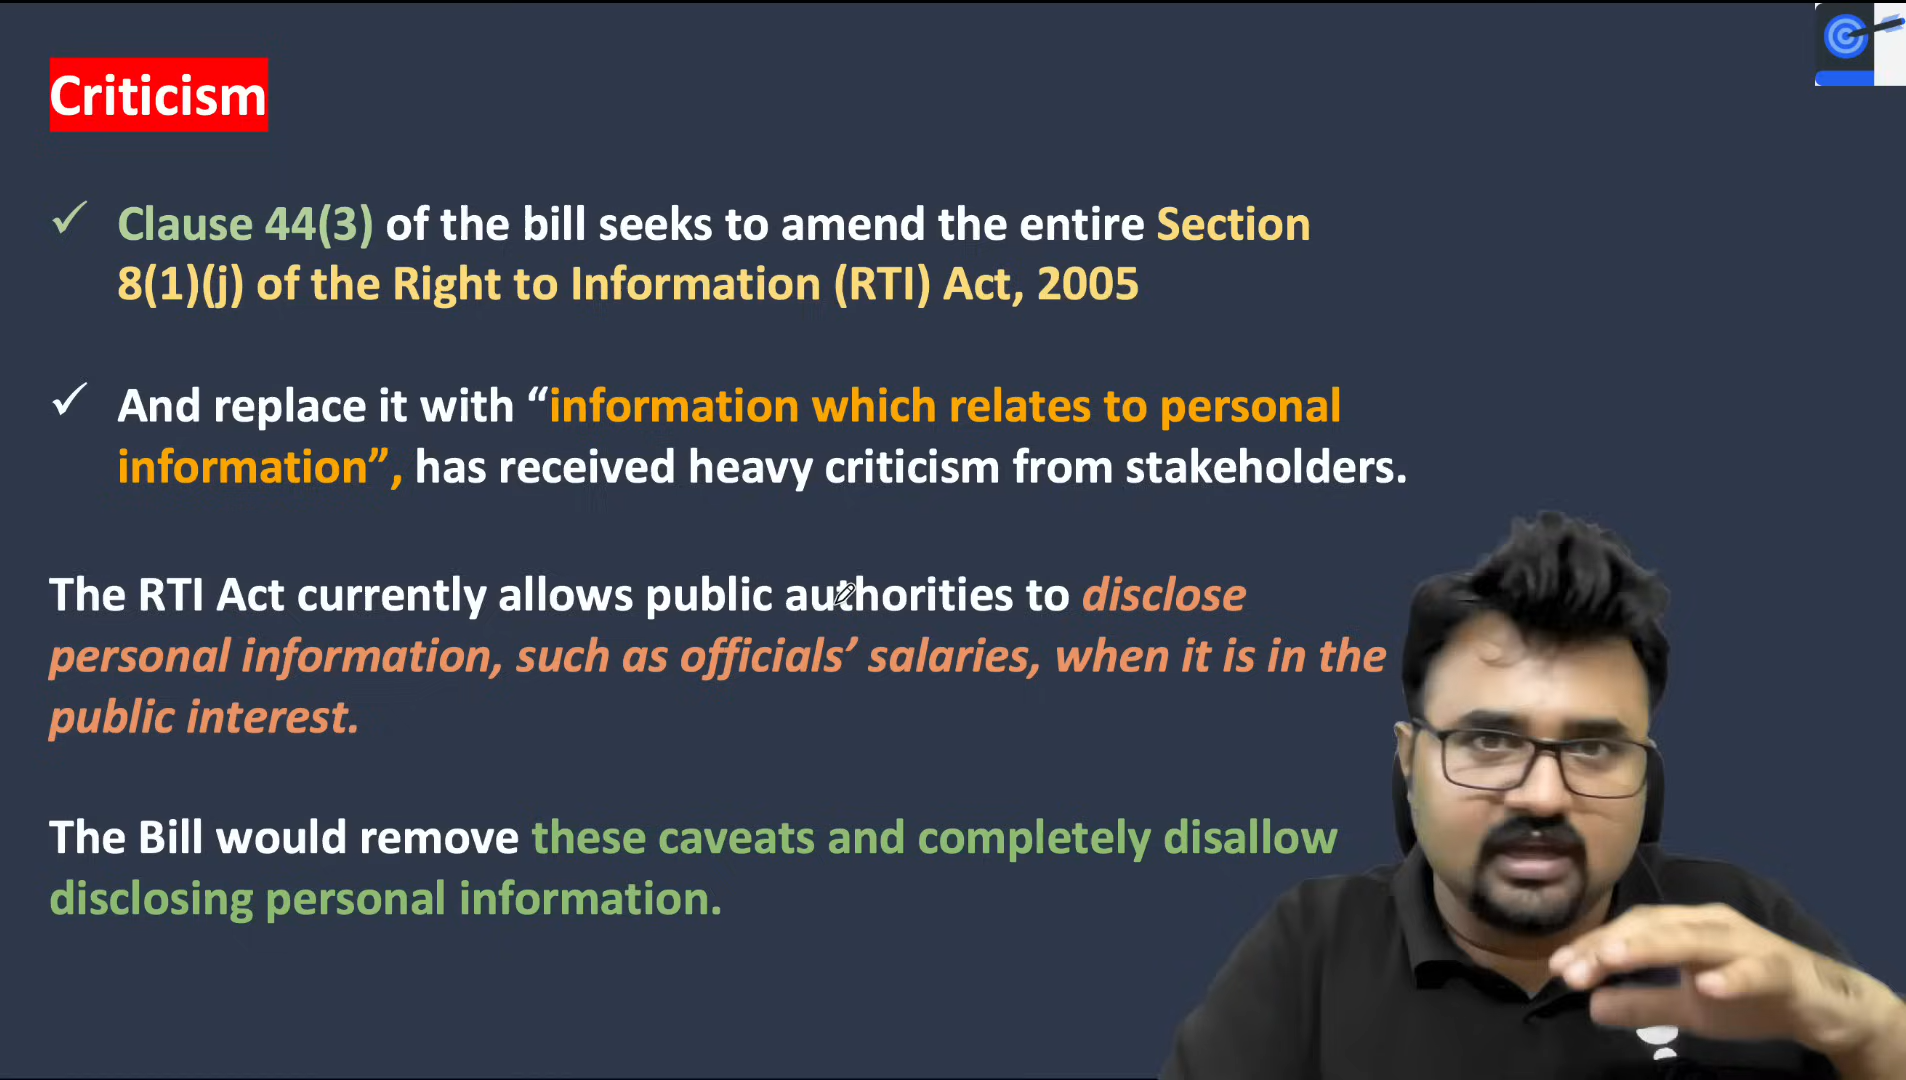 Criticism
Clause 44(3) of the bill seeks to amend the entire Section
8(1)(j) of the Right to Information (RTI) Act, 2005
And replace it with “information which relates to personal
information”, has received heavy criticism from stakeholders.
The RTI Act currently allows public authorities to disclose
personal information, such as officials’ salaries, when it is in the
public interest.
The Bill would remove these caveats and completely disallow
disclosing personal information.